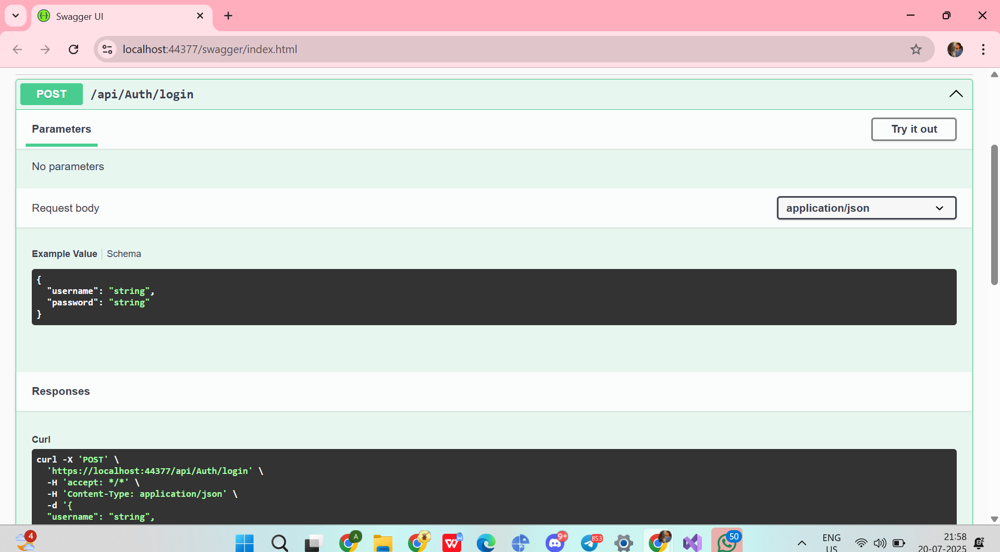 Swagger UI
localhost:44377/swagger/index.html
POST /api/Auth/login
Parameters
Try it out
No parameters
Request body
application/json
Example Value
Schema
{
"username": "string",
"password": "string"
}
Responses
Curl
curl -X 'POST' \
'https://localhost:44377/api/Auth/login' \
-H 'accept: */*' \
-H 'Content-Type: application/json' \
-d '{
"username": "string",
4
A
W
W
9+
853
50
ENG
US
21:58
20-07-2025